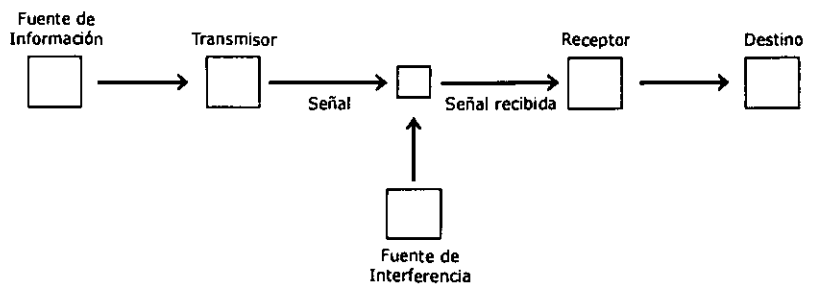 Fuente de
Información
Transmisor
Receptor
Destino
Señal
Señal recibida
Fuente de
Interferencia